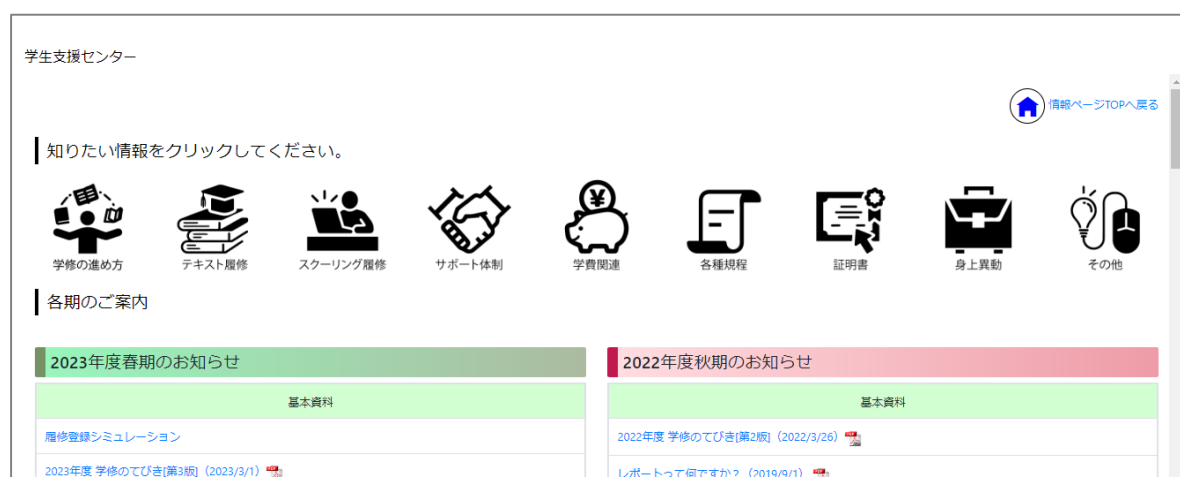 学生支援センター
情報ページTOPへ戻る
知りたい情報をクリックしてください。
学修の進め方 テキスト履修 スクーリング履修 サポート体制 学費関連 各種規程 証明書 身上異動 その他
各期のご案内
2023年度春期のお知らせ
基本資料
履修登録シミュレーション
2023年度 学修のてびき[第3版]（2023/3/1）
2022年度秋期のお知らせ
基本資料
2022年度 学修のてびき[第2版]（2022/3/26）
レポートって何ですか？（2019/9/1）